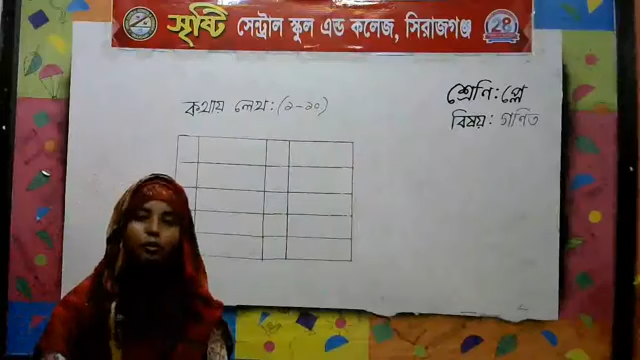 সৃষ্টি সেন্ট্রাল স্কুল এন্ড কলেজ, সিরাজগঞ্জ
শ্রেণি: প্লে
কথায় লেখ: (১-১০)
বিষয়: গণিত